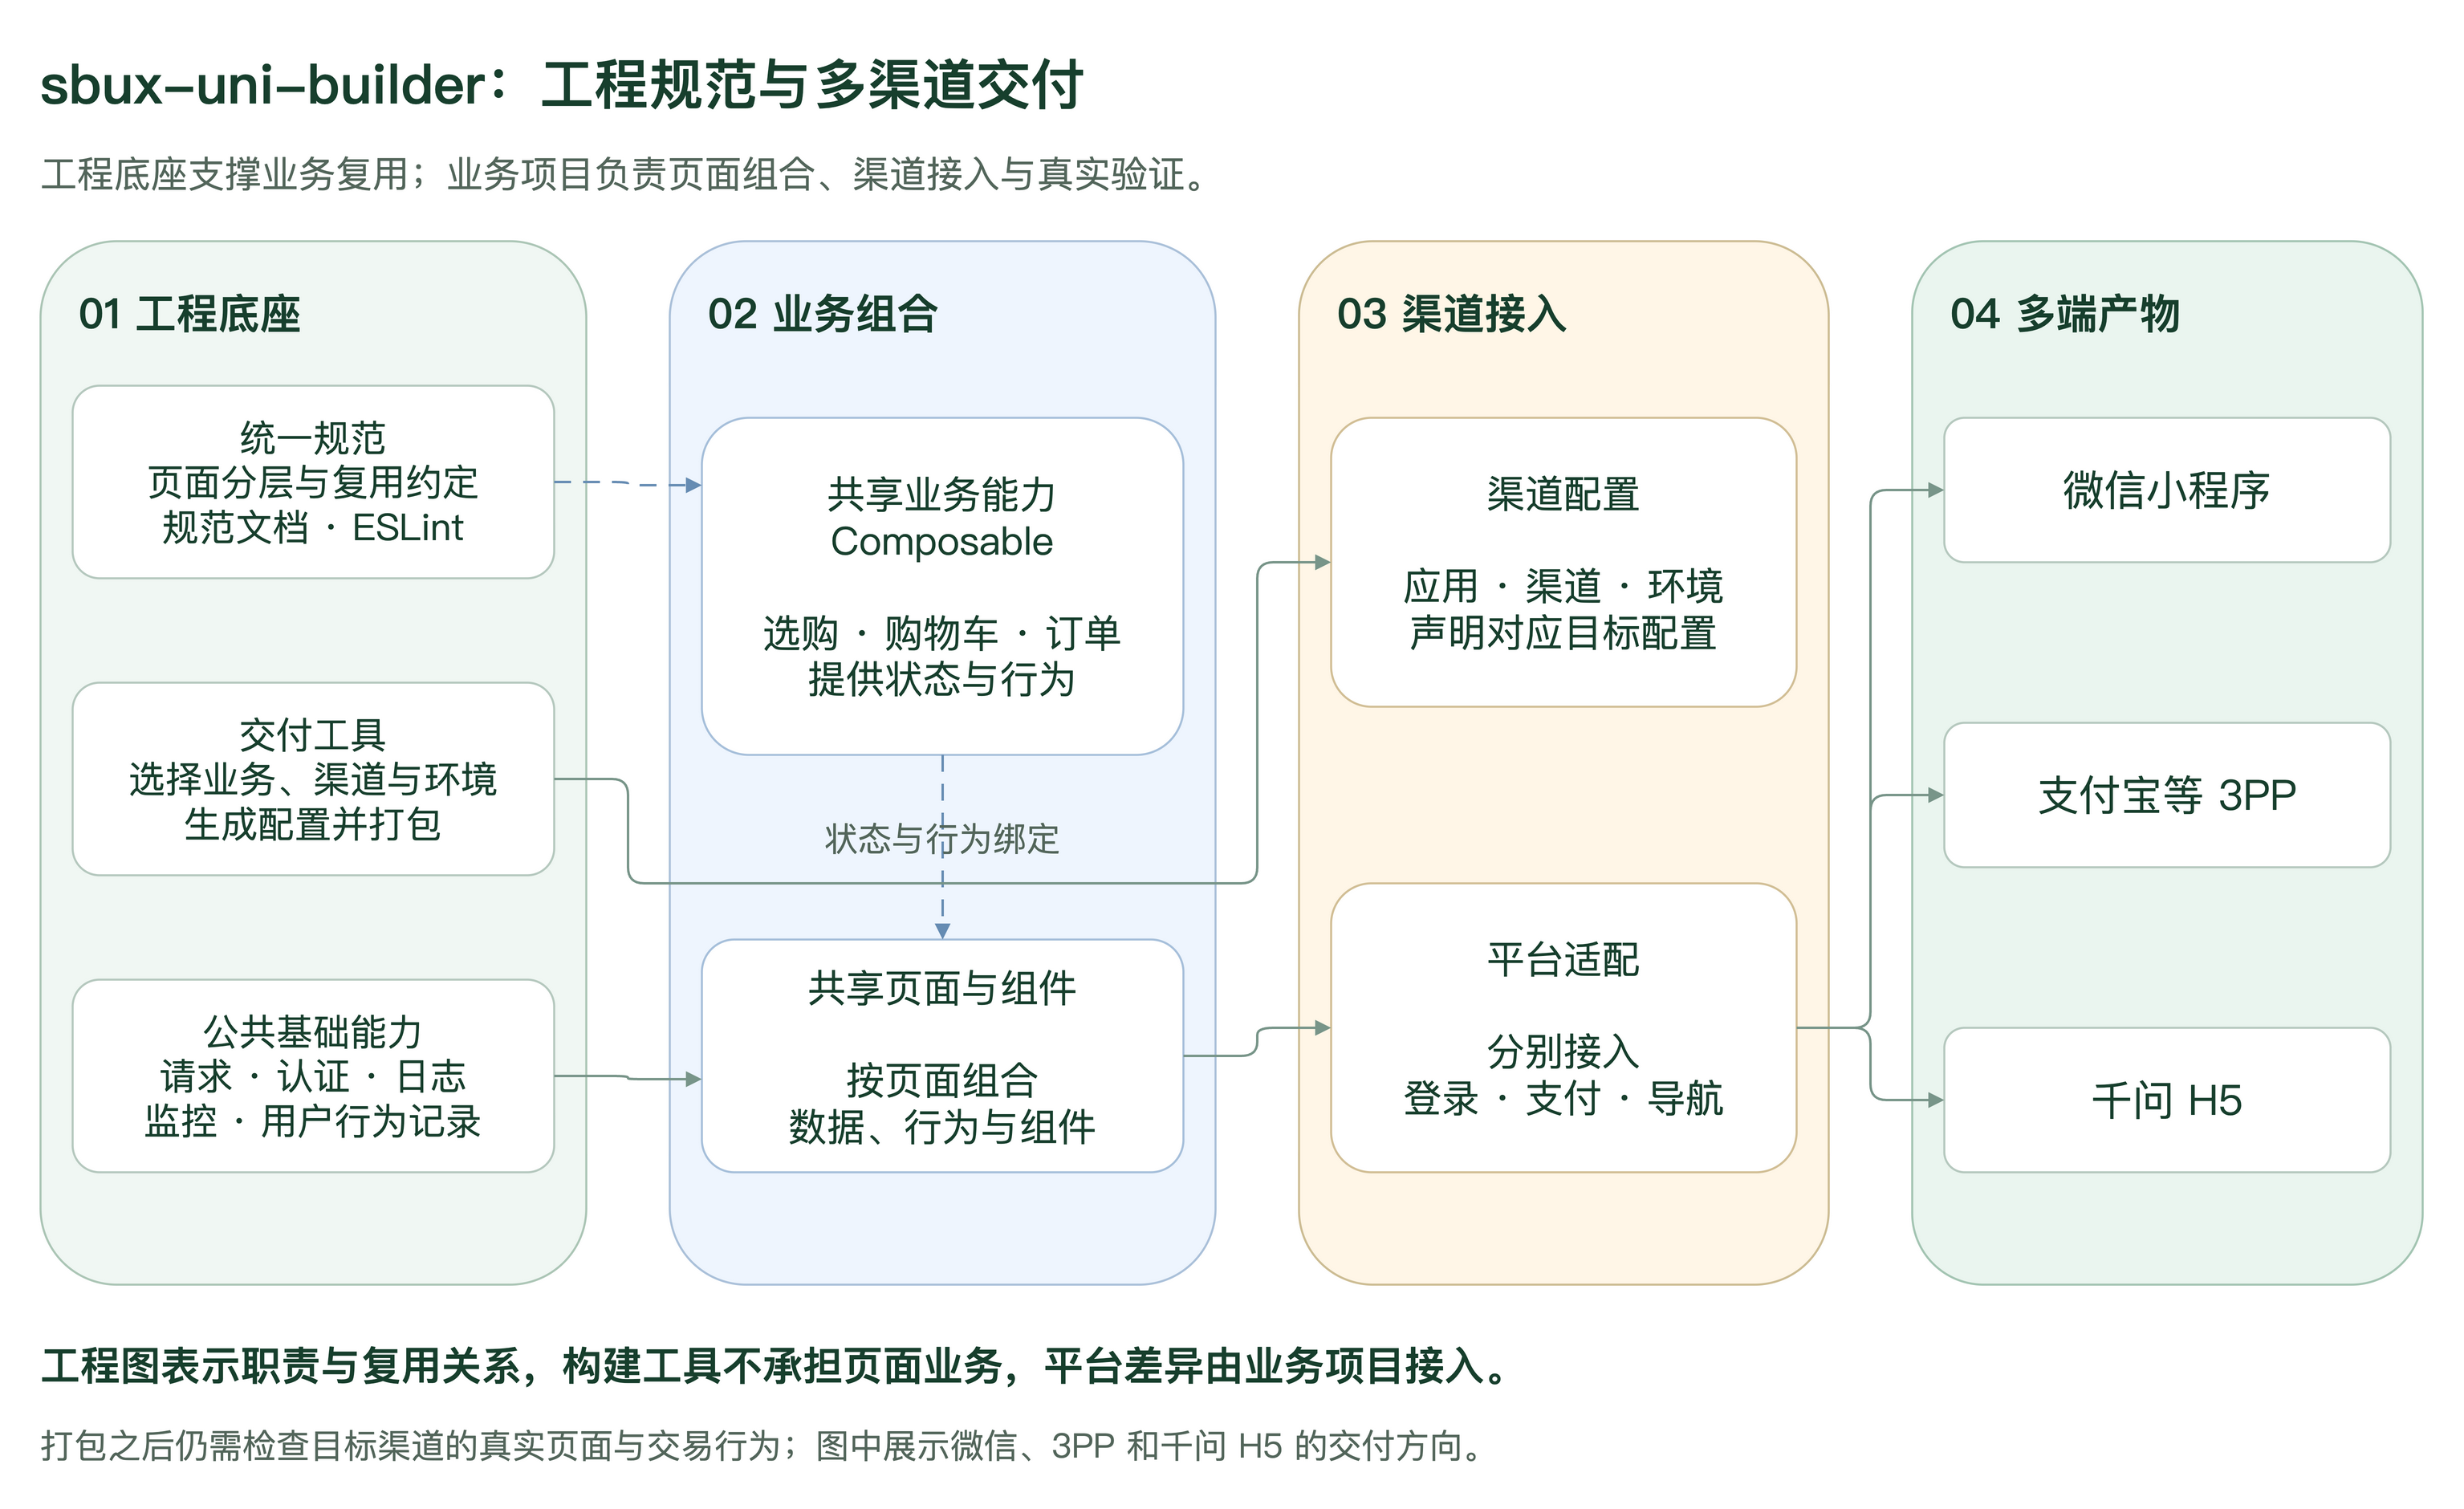 sbux-uni-builder：工程规范与多渠道交付
工程底座支撑业务复用；业务项目负责页面组合、渠道接入与真实验证。
01 工程底座
统一规范
页面分层与复用约定
规范文档 · ESLint
交付工具
选择业务、渠道与环境
生成配置并打包
公共基础能力
请求 · 认证 · 日志
监控 · 用户行为记录
02 业务组合
共享业务能力
Composable
选购 · 购物车 · 订单
提供状态与行为
状态与行为绑定
共享页面与组件
按页面组合
数据、行为与组件
03 渠道接入
渠道配置
应用 · 渠道 · 环境
声明对应目标配置
平台适配
分别接入
登录 · 支付 · 导航
04 多端产物
微信小程序
支付宝等 3PP
千问 H5
工程图表示职责与复用关系，构建工具不承担页面业务，平台差异由业务项目接入。
打包之后仍需检查目标渠道的真实页面与交易行为；图中展示微信、3PP 和千问 H5 的交付方向。